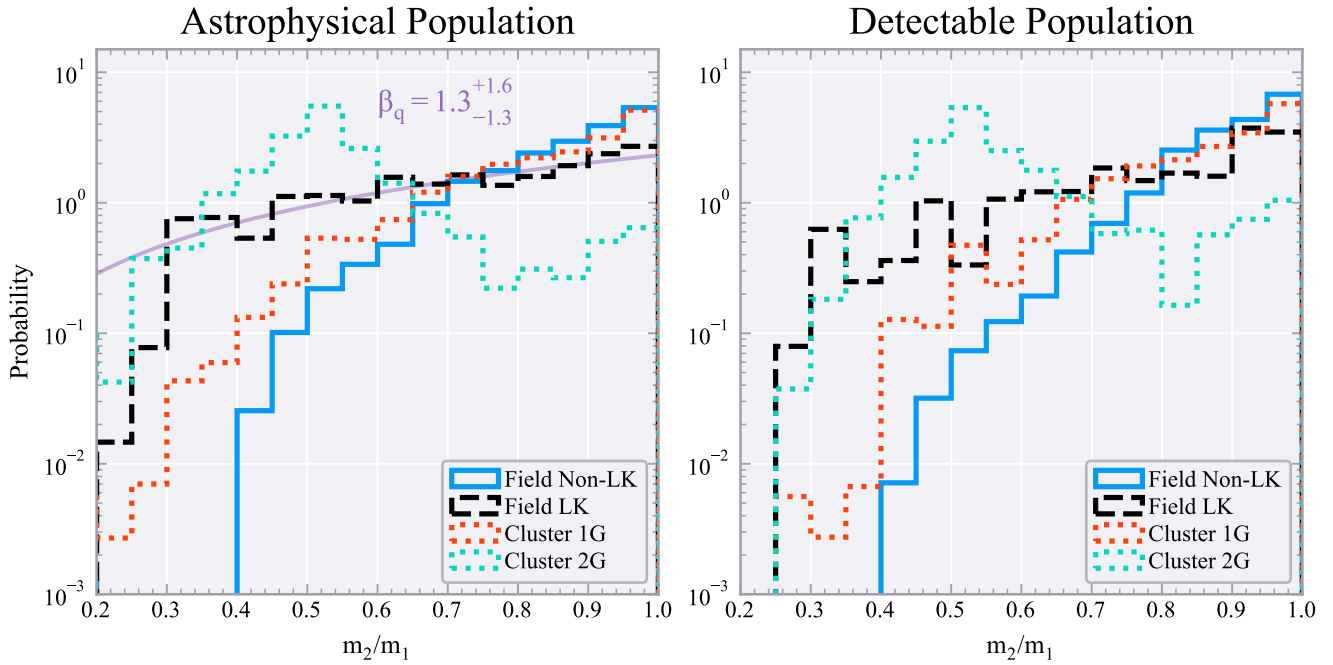 Astrophysical Population
Probability
10¹
10⁰
10⁻¹
10⁻²
10⁻³
β_q = 1.3^{+1.6}_{−1.3}
Field Non-LK
Field LK
Cluster 1G
Cluster 2G
0.2 0.3 0.4 0.5 0.6 0.7 0.8 0.9 1.0
m₂/m₁
Detectable Population
10¹
10⁰
10⁻¹
10⁻²
10⁻³
Field Non-LK
Field LK
Cluster 1G
Cluster 2G
0.2 0.3 0.4 0.5 0.6 0.7 0.8 0.9 1.0
m₂/m₁